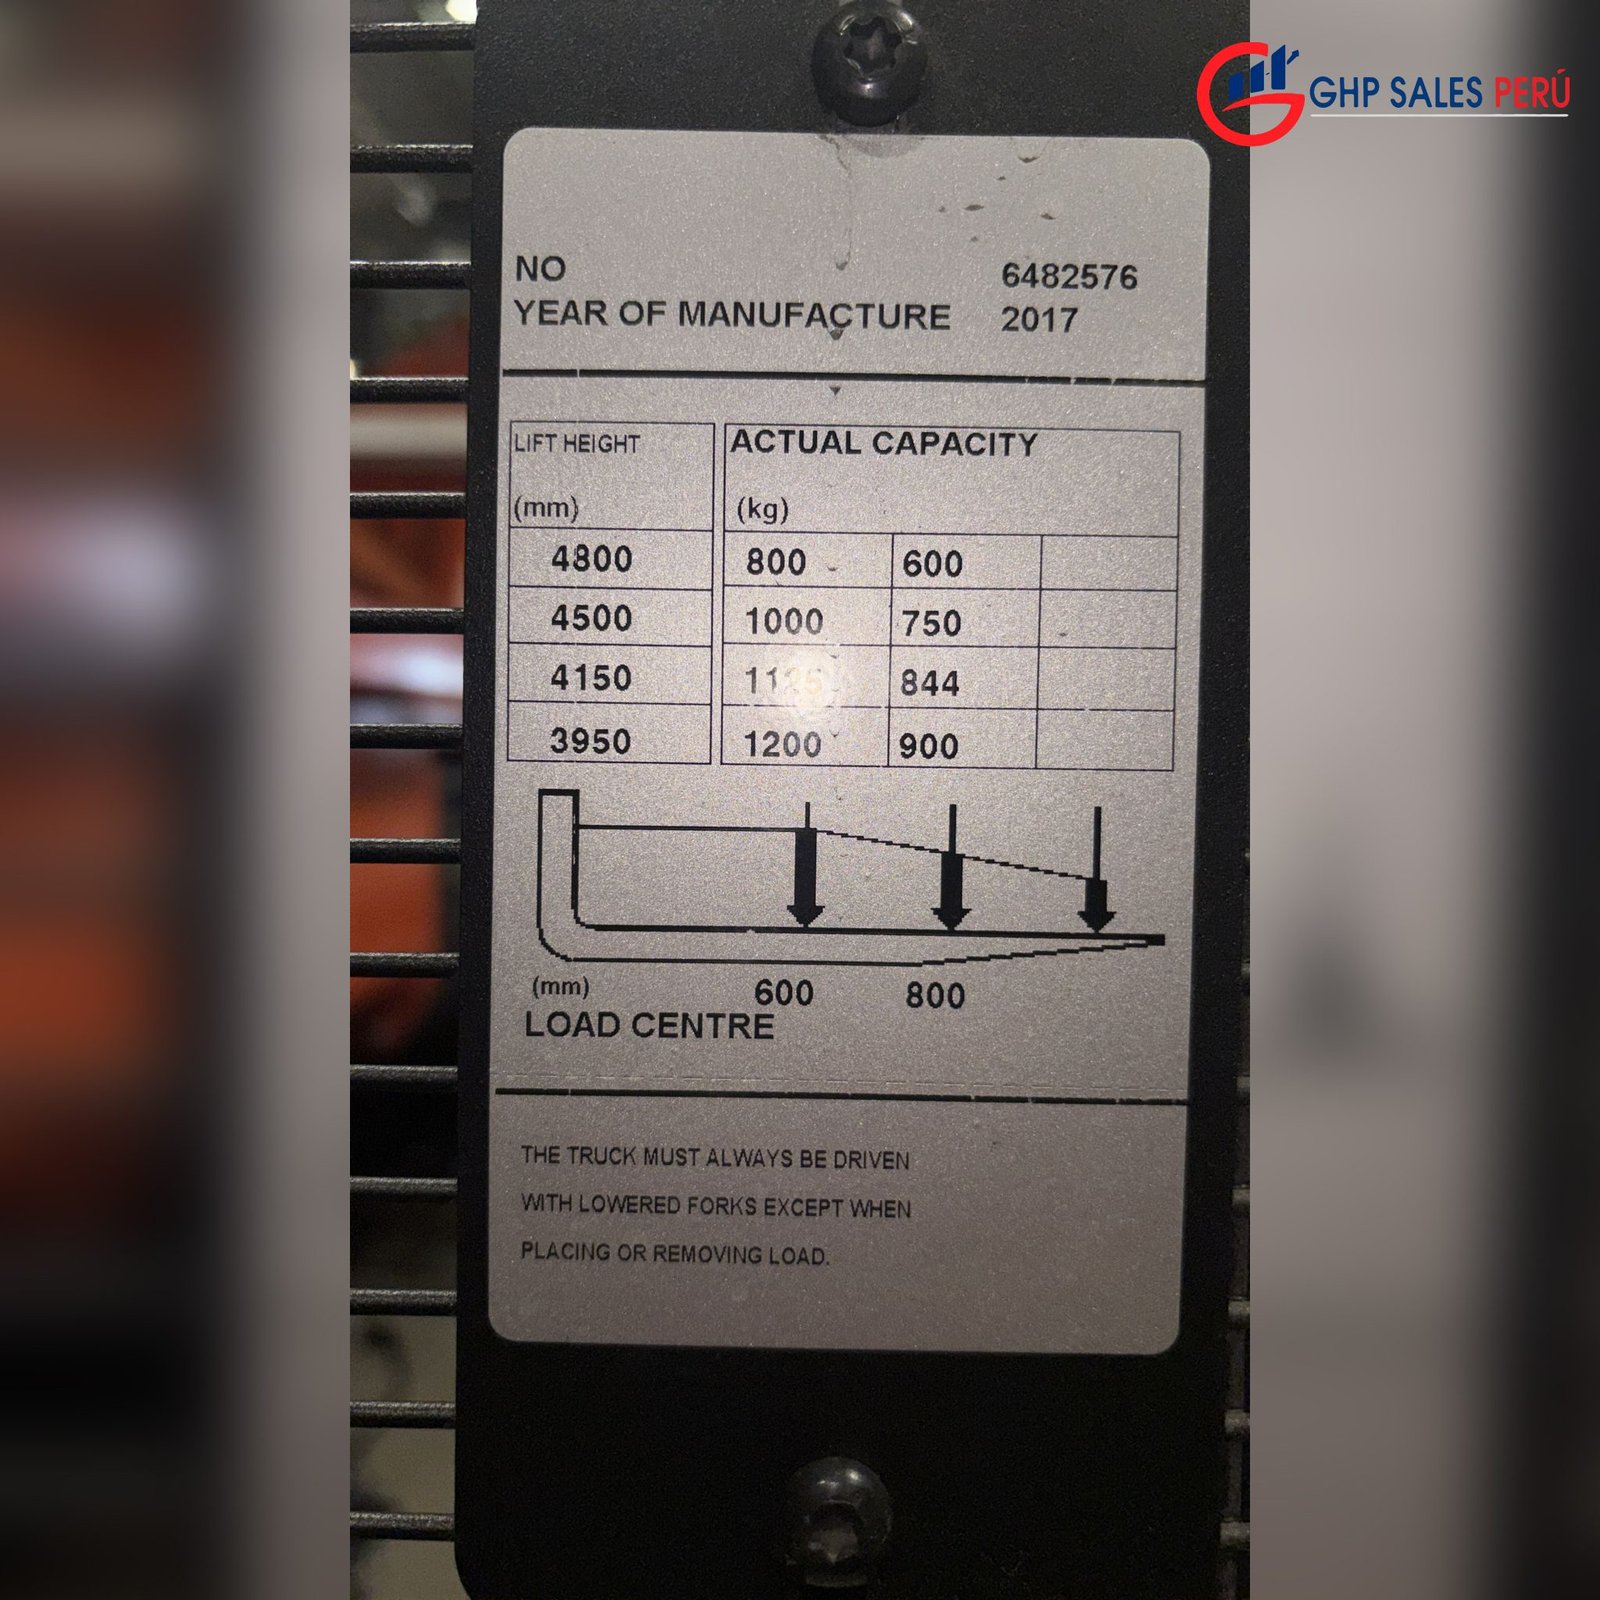 GHP SALES PERÚ
NO 6482576
YEAR OF MANUFACTURE 2017
LIFT HEIGHT ACTUAL CAPACITY
(mm) (kg)
4800 800 600
4500 1000 750
4150 844
3950 1200 900
(mm) 600 800
LOAD CENTRE
THE TRUCK MUST ALWAYS BE DRIVEN
WITH LOWERED FORKS EXCEPT WHEN
PLACING OR REMOVING LOAD.